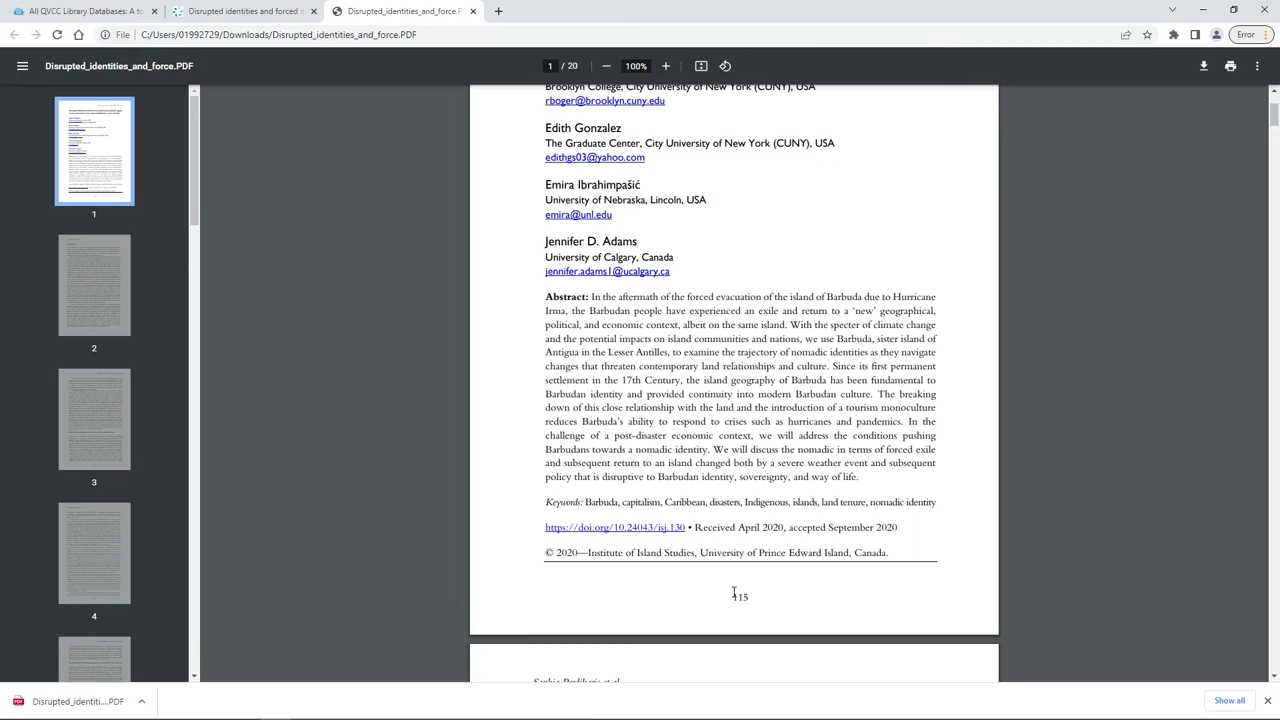 All QVCC Library Databases: A to
Disrupted identities and forced n
Disrupted_identities_and_force.P
File C:/Users/01992729/Downloads/Disrupted_identities_and_force.PDF
Error
Disrupted_identities_and_force.PDF
1 / 20
100%
Brooklyn College, City University of New York (CUNY), USA
rboger@brooklyn.cuny.edu
Edith Gonzalez
The Graduate Center, City University of New York (CUNY), USA
edithgs03@yahoo.com
Emira Ibrahimpašić
University of Nebraska, Lincoln, USA
emira@unl.edu
Jennifer D. Adams
University of Calgary, Canada
jennifer.adams1@ucalgary.ca
Abstract: In the aftermath of the forced evacuation of the island of Barbuda due to Hurricane
Irma, the Barbudan people have experienced an exile and return to a ‘new’ geographical,
political, and economic context, albeit on the same island. With the specter of climate change
and the potential impacts on island communities and nations, we use Barbuda, sister island of
Antigua in the Lesser Antilles, to examine the trajectory of nomadic identities as they navigate
changes that threaten contemporary land relationships and culture. Since its first permanent
settlement in the 17th Century, the island geography of Barbuda has been fundamental to
Barbudan identity and provided continuity into modern Barbudan culture. The breaking
down of this close relationship with the land and the introduction of a tourism monoculture
reduces Barbuda’s ability to respond to crises such as hurricanes and pandemics. In the
challenge of a post-disaster economic context, we will address the conditions pushing
Barbudans towards a nomadic identity. We will discuss the nomadic in terms of forced exile
and subsequent return to an island changed both by a severe weather event and subsequent
policy that is disruptive to Barbudan identity, sovereignty, and way of life.
Keywords: Barbuda, capitalism, Caribbean, disasters, Indigenous, islands, land tenure, nomadic identity
https://doi.org/10.24043/isj.130 • Received April 2020, accepted September 2020
© 2020—Institute of Island Studies, University of Prince Edward Island, Canada.
115
1
2
3
4
Disrupted_identiti....PDF
Show all